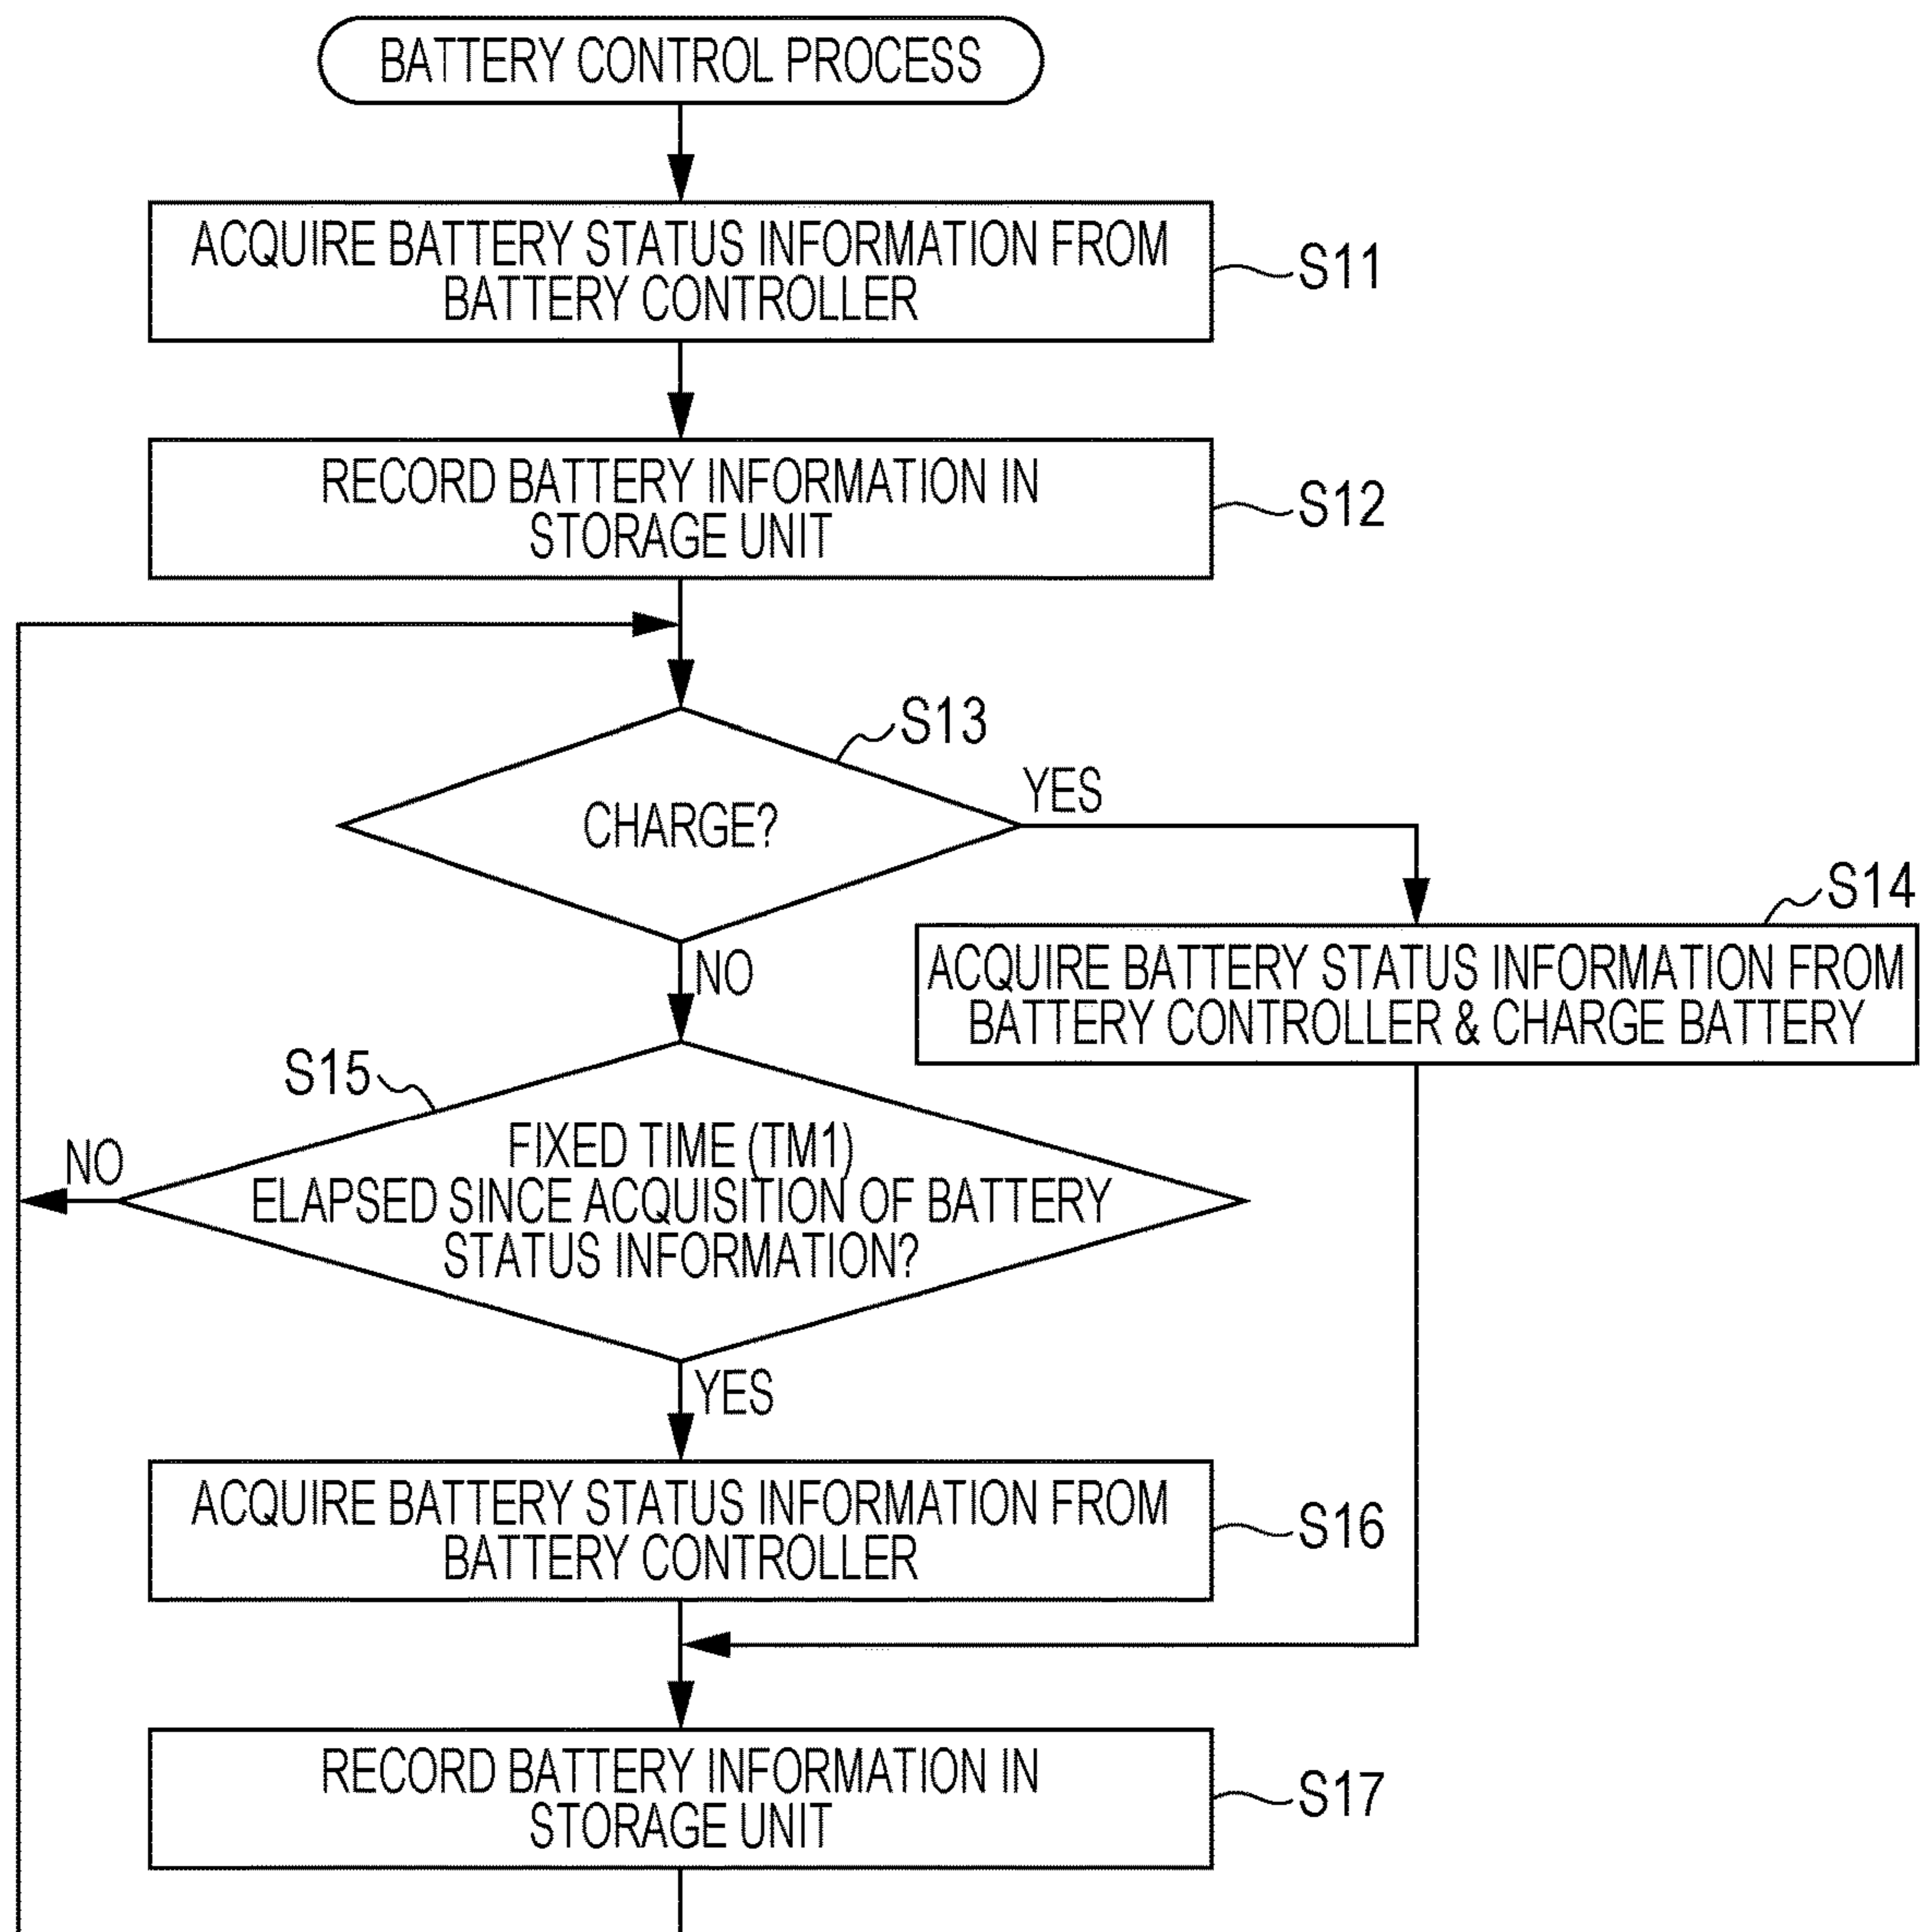 BATTERY CONTROL PROCESS
ACQUIRE BATTERY STATUS INFORMATION FROM
BATTERY CONTROLLER
S11
RECORD BATTERY INFORMATION IN
STORAGE UNIT
S12
S13
CHARGE?
YES
NO
S14
ACQUIRE BATTERY STATUS INFORMATION FROM
BATTERY CONTROLLER & CHARGE BATTERY
S15
NO
FIXED TIME (TM1)
ELAPSED SINCE ACQUISITION OF BATTERY
STATUS INFORMATION?
YES
ACQUIRE BATTERY STATUS INFORMATION FROM
BATTERY CONTROLLER
S16
RECORD BATTERY INFORMATION IN
STORAGE UNIT
S17